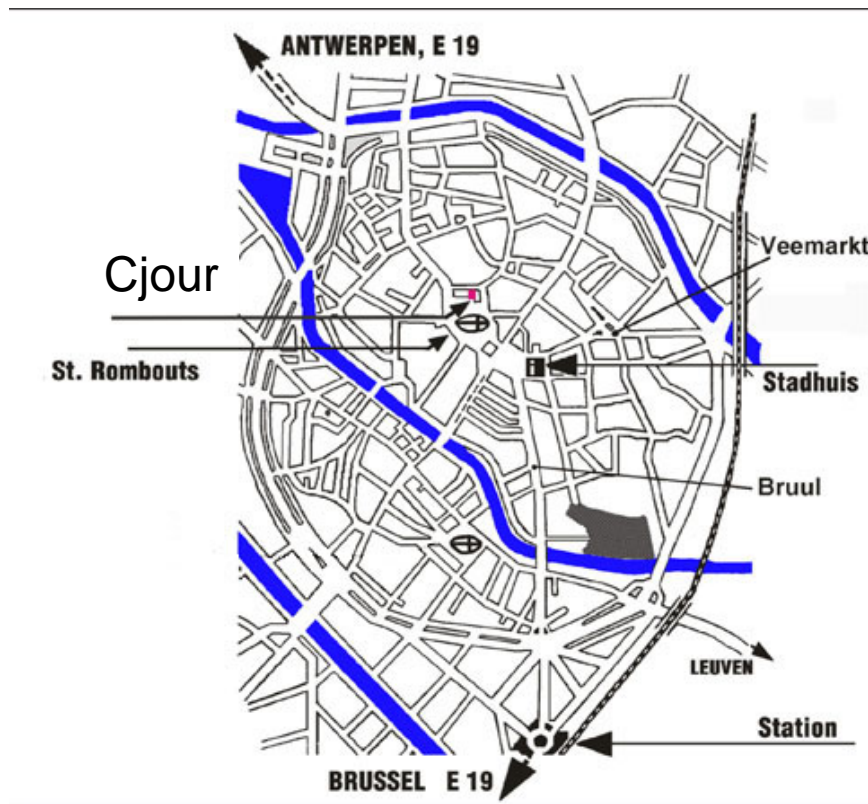 ANTWERPEN, E 19
Veemarkt
Cjour
St. Rombouts
Stadhuis
Bruul
LEUVEN
Station
BRUSSEL E 19